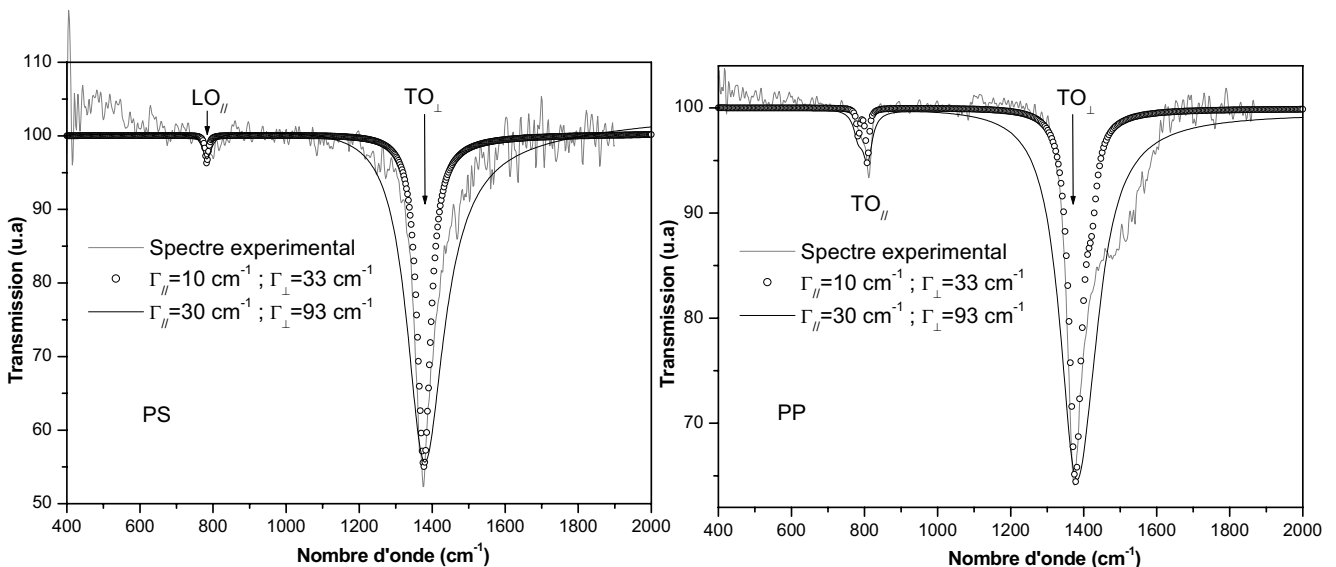 110
100
90
80
70
60
50
Transmission (u.a)
LO//
TO⊥
Spectre experimental
Γ//=10 cm-1 ; Γ⊥=33 cm-1
Γ//=30 cm-1 ; Γ⊥=93 cm-1
PS
400 600 800 1000 1200 1400 1600 1800 2000
Nombre d'onde (cm-1)
100
90
80
70
Transmission (u.a)
TO⊥
TO//
Spectre experimental
Γ//=10 cm-1 ; Γ⊥=33 cm-1
Γ//=30 cm-1 ; Γ⊥=93 cm-1
PP
400 600 800 1000 1200 1400 1600 1800 2000
Nombre d'onde (cm-1)